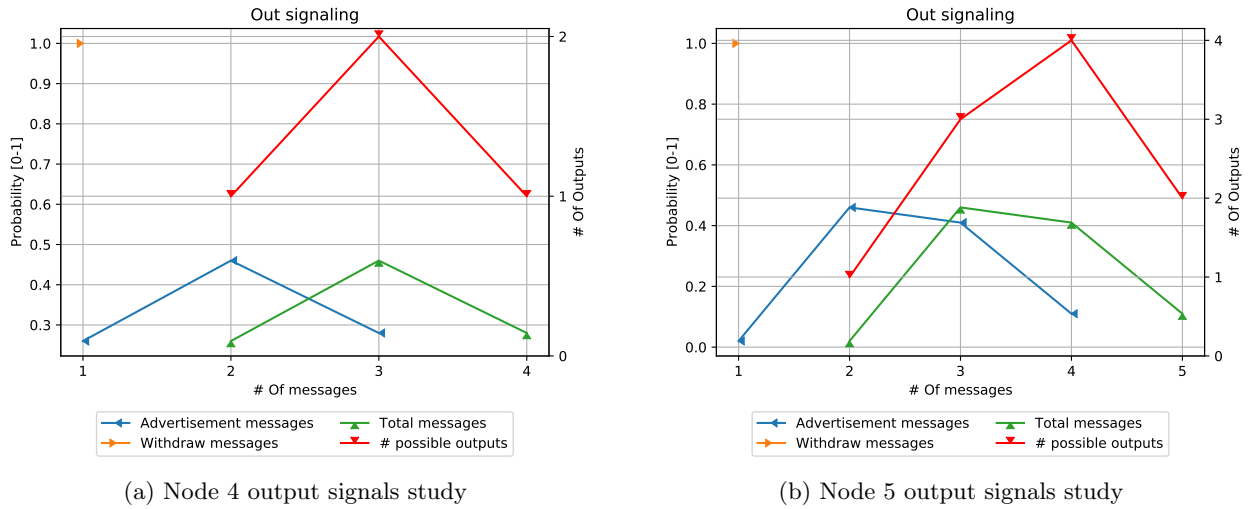 Out signaling
1.0
0.9
0.8
0.7
0.6
0.5
0.4
0.3
Probability [0-1]
2
1
0
# Of Outputs
1 2 3 4
# Of messages
Advertisement messages
Withdraw messages
Total messages
# possible outputs
(a) Node 4 output signals study
Out signaling
1.0
0.8
0.6
0.4
0.2
0.0
Probability [0-1]
4
3
2
1
0
# Of Outputs
1 2 3 4 5
# Of messages
Advertisement messages
Withdraw messages
Total messages
# possible outputs
(b) Node 5 output signals study